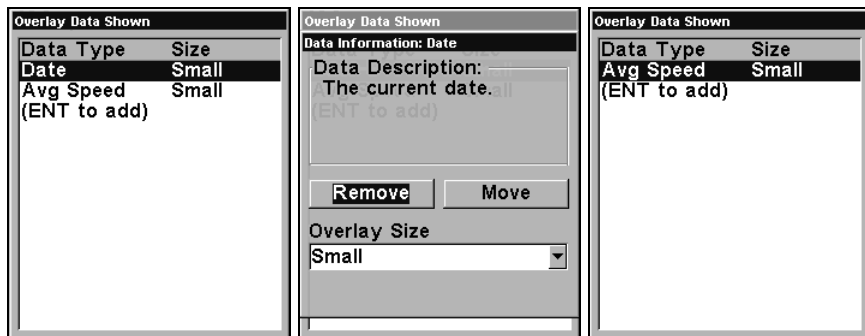 Overlay Data Shown
Data Type Size
Date Small
Avg Speed Small
(ENT to add)
Overlay Data Shown
Data Information: Date
Data Description:
The current date.
Remove Move
Overlay Size
Small
Overlay Data Shown
Data Type Size
Avg Speed Small
(ENT to add)